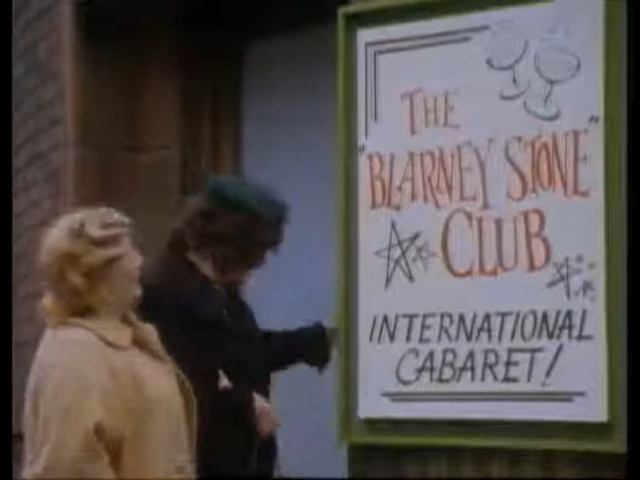 THE
"BLARNEY STONE"
CLUB
INTERNATIONAL
CABARET!